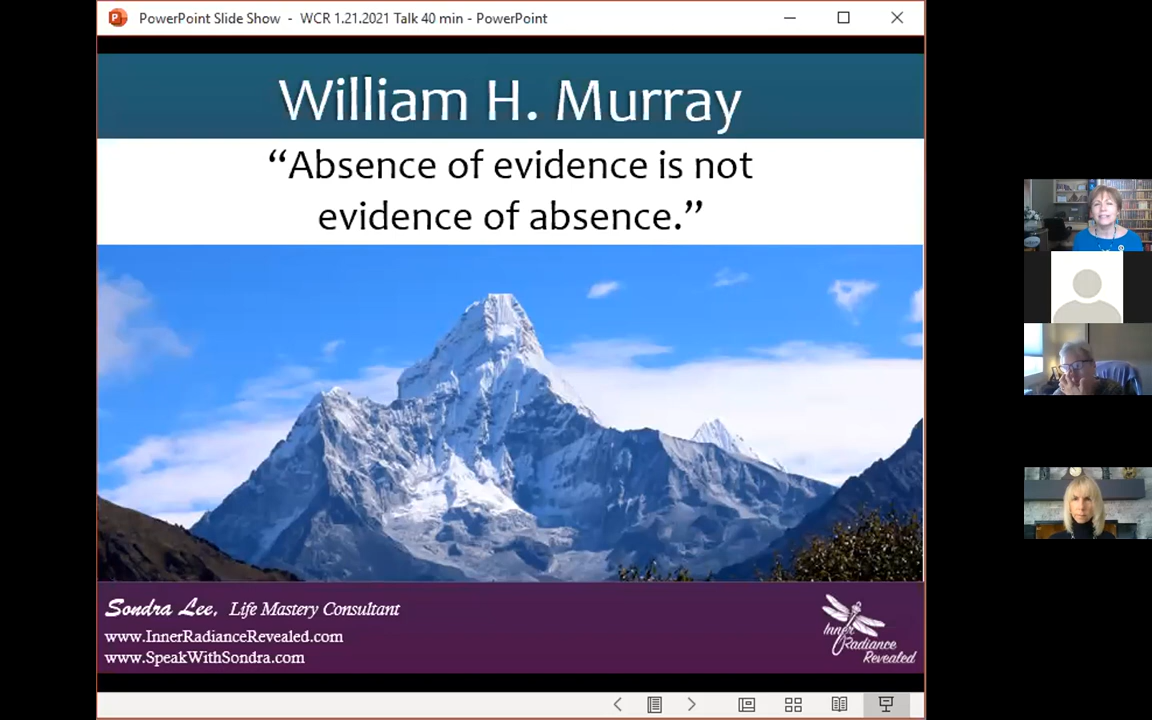 PowerPoint Slide Show - WCR 1.21.2021 Talk 40 min - PowerPoint
William H. Murray
“Absence of evidence is not
evidence of absence.”
Sondra Lee, Life Mastery Consultant
www.InnerRadianceRevealed.com
www.SpeakWithSondra.com
Inner
Radiance
Revealed